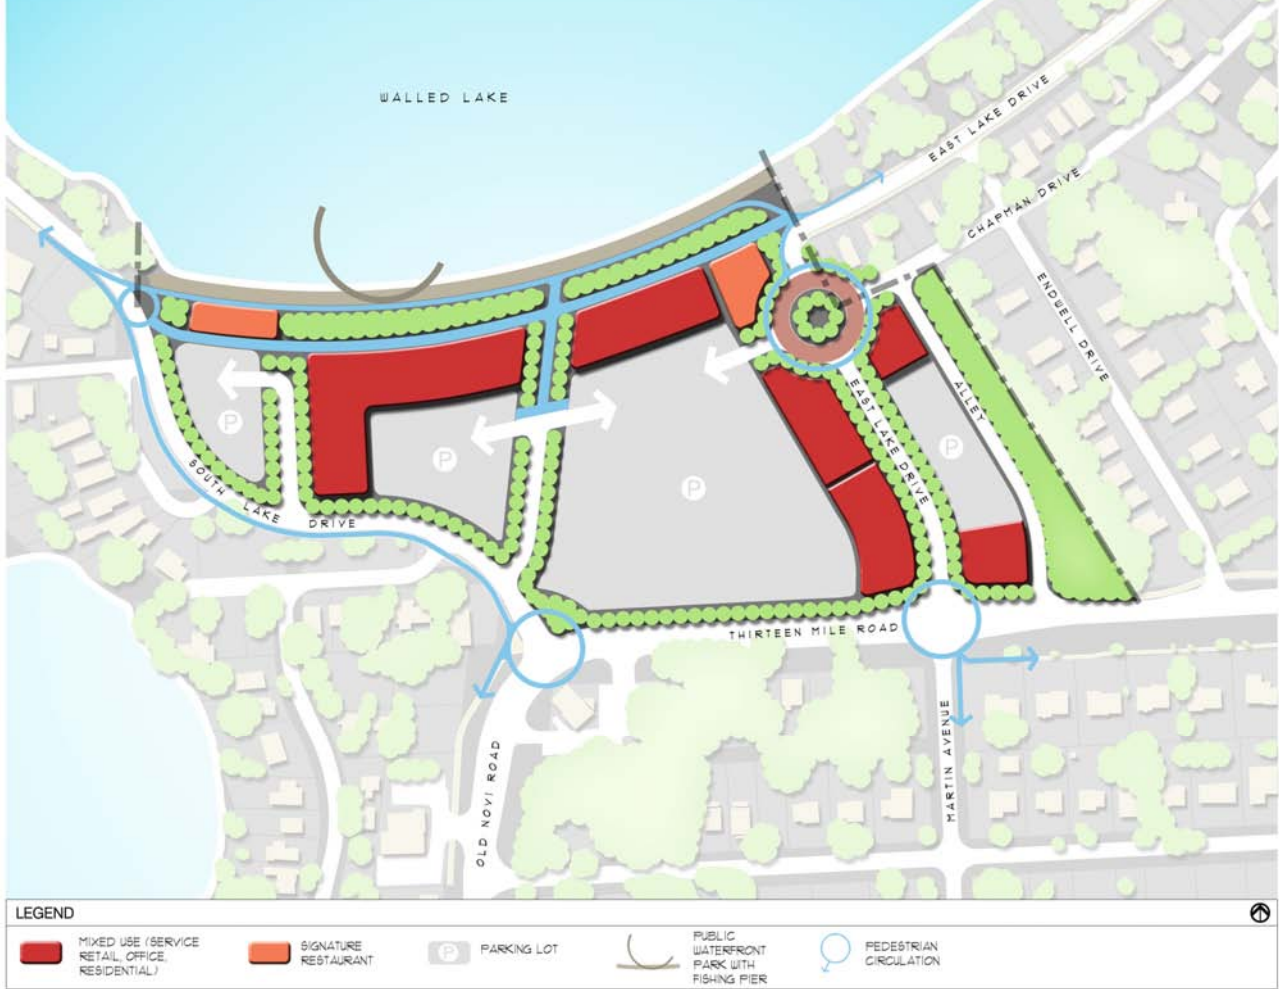 WALLED LAKE
EAST LAKE DRIVE
CHAPMAN DRIVE
ENDWELL DRIVE
ALLEY
EAST LAKE DRIVE
P
P
P
P
SOUTH LAKE DRIVE
THIRTEEN MILE ROAD
OLD NOVI ROAD
MARTIN AVENUE
LEGEND
MIXED USE (SERVICE
RETAIL, OFFICE,
RESIDENTIAL)
SIGNATURE
RESTAURANT
P
PARKING LOT
PUBLIC
WATERFRONT
PARK WITH
FISHING PIER
PEDESTRIAN
CIRCULATION